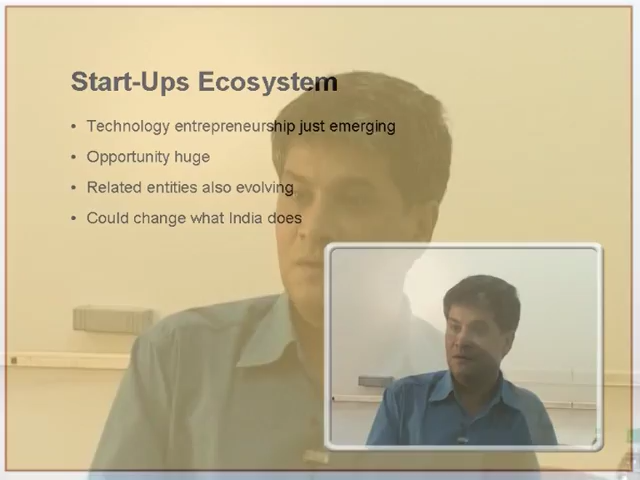 Start-Ups Ecosystem
• Technology entrepreneurship just emerging
• Opportunity huge
• Related entities also evolving
• Could change what India does